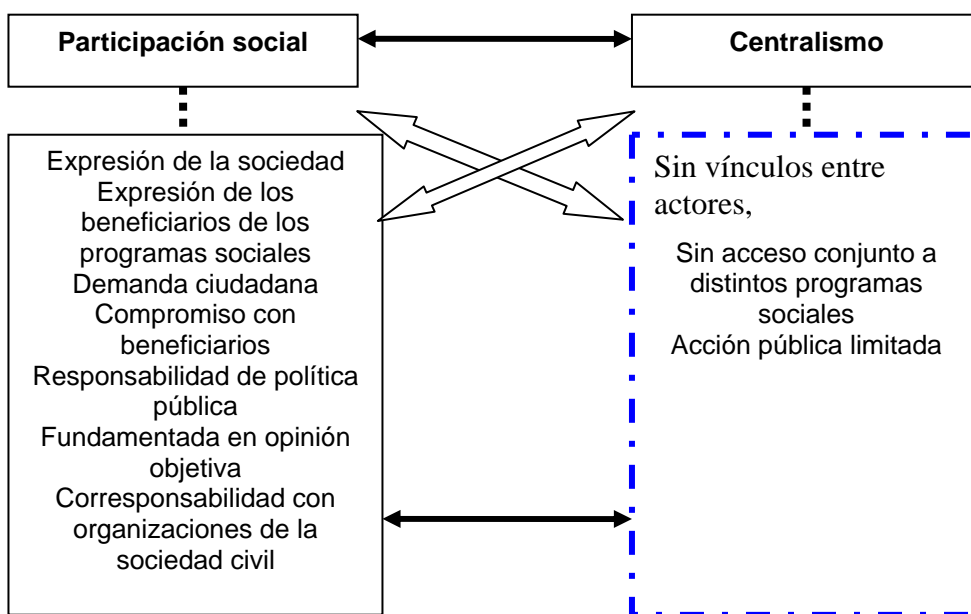 Participación social
Centralismo
Expresión de la sociedad
Expresión de los
beneficiarios de los
programas sociales
Demanda ciudadana
Compromiso con
beneficiarios
Responsabilidad de política
pública
Fundamentada en opinión
objetiva
Corresponsabilidad con
organizaciones de la
sociedad civil
Sin vínculos entre
actores,
Sin acceso conjunto a
distintos programas
sociales
Acción pública limitada